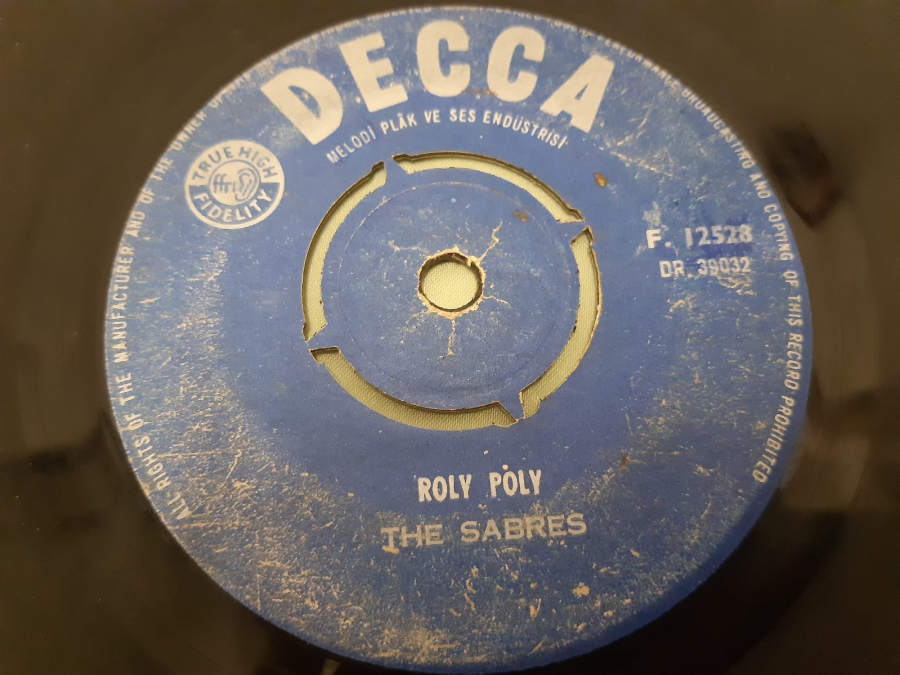 DECCA
MELODİ PLÂK VE SES ENDÜSTRİSİ
TRUE HIGH
ffrr
FIDELITY
F. 12528
DR. 39032
ROLY POLY
THE SABRES
ALL RIGHTS OF THE MANUFACTURER AND OF THE OWNER OF THE
BROADCASTING AND COPYING OF THIS RECORD PROHIBITED